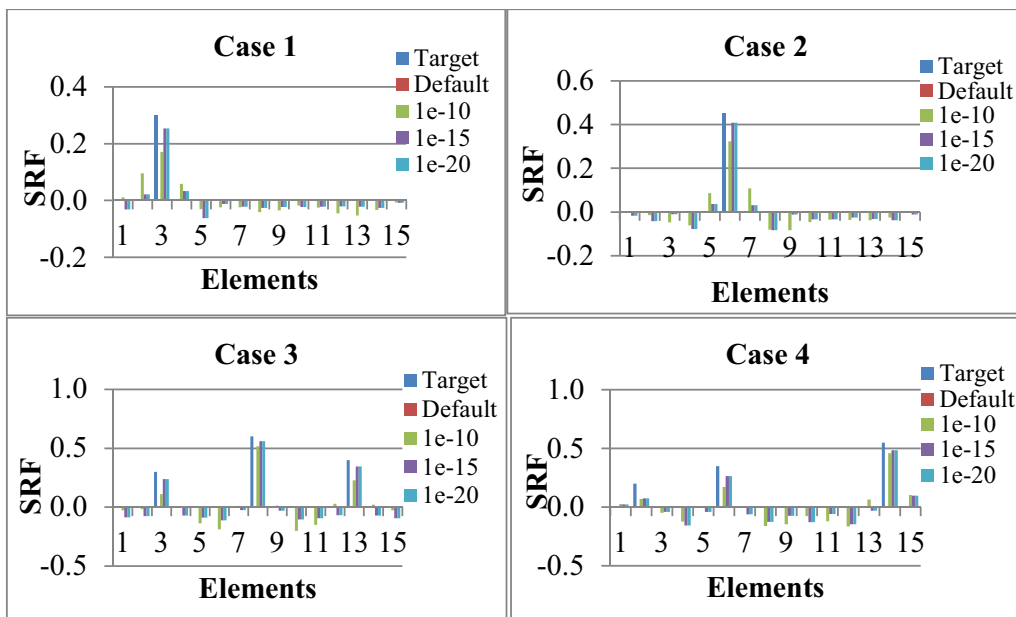 Case 1
Target
Default
1e-10
1e-15
1e-20
0.4
0.2
0.0
-0.2
SRF
1 3 5 7 9 11 13 15
Elements
Case 2
Target
Default
1e-10
1e-15
1e-20
0.6
0.4
0.2
0.0
-0.2
SRF
1 3 5 7 9 11 13 15
Elements
Case 3
Target
Default
1e-10
1e-15
1e-20
1.0
0.5
0.0
-0.5
SRF
1 3 5 7 9 11 13 15
Elements
Case 4
Target
Default
1e-10
1e-15
1e-20
1.0
0.5
0.0
-0.5
SRF
1 3 5 7 9 11 13 15
Elements